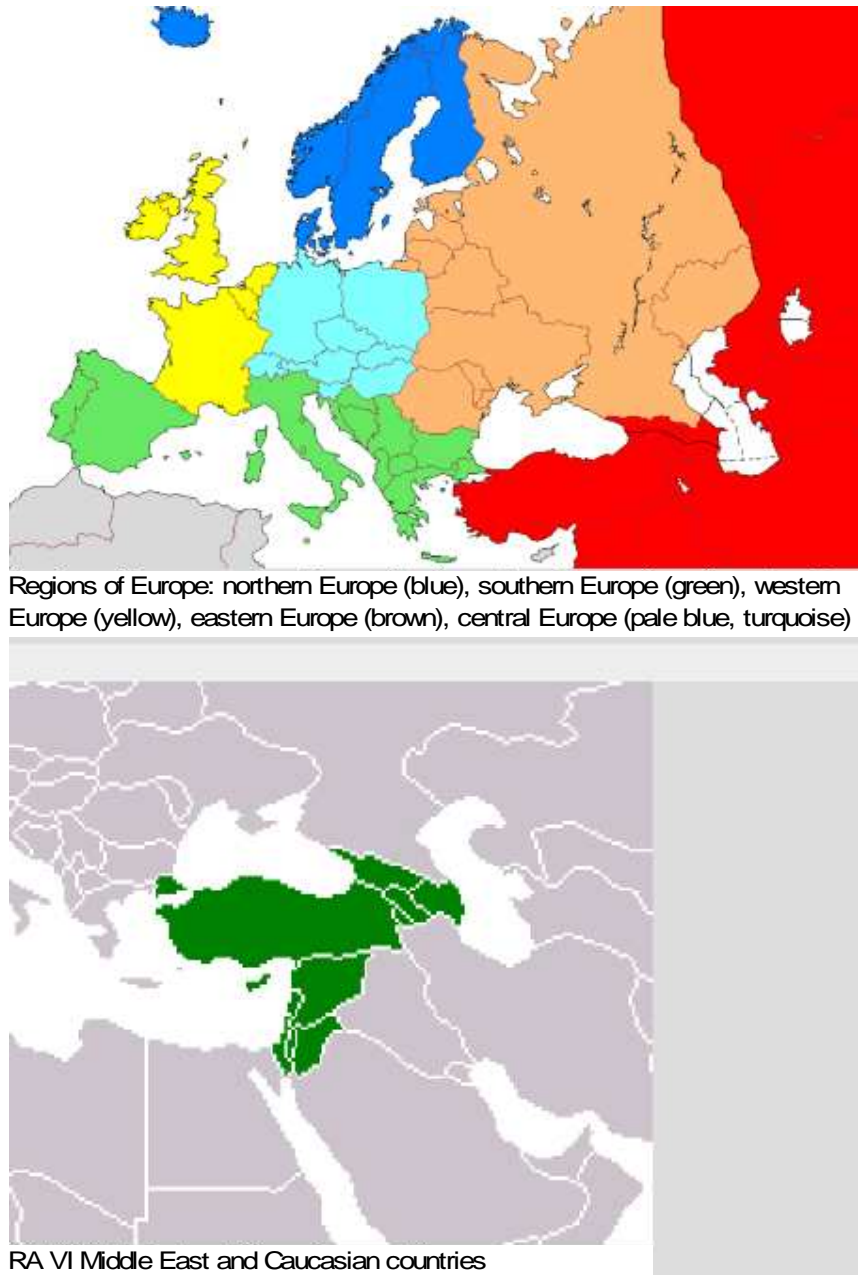 Regions of Europe: northern Europe (blue), southern Europe (green), western
Europe (yellow), eastern Europe (brown), central Europe (pale blue, turquoise)
RA VI Middle East and Caucasian countries